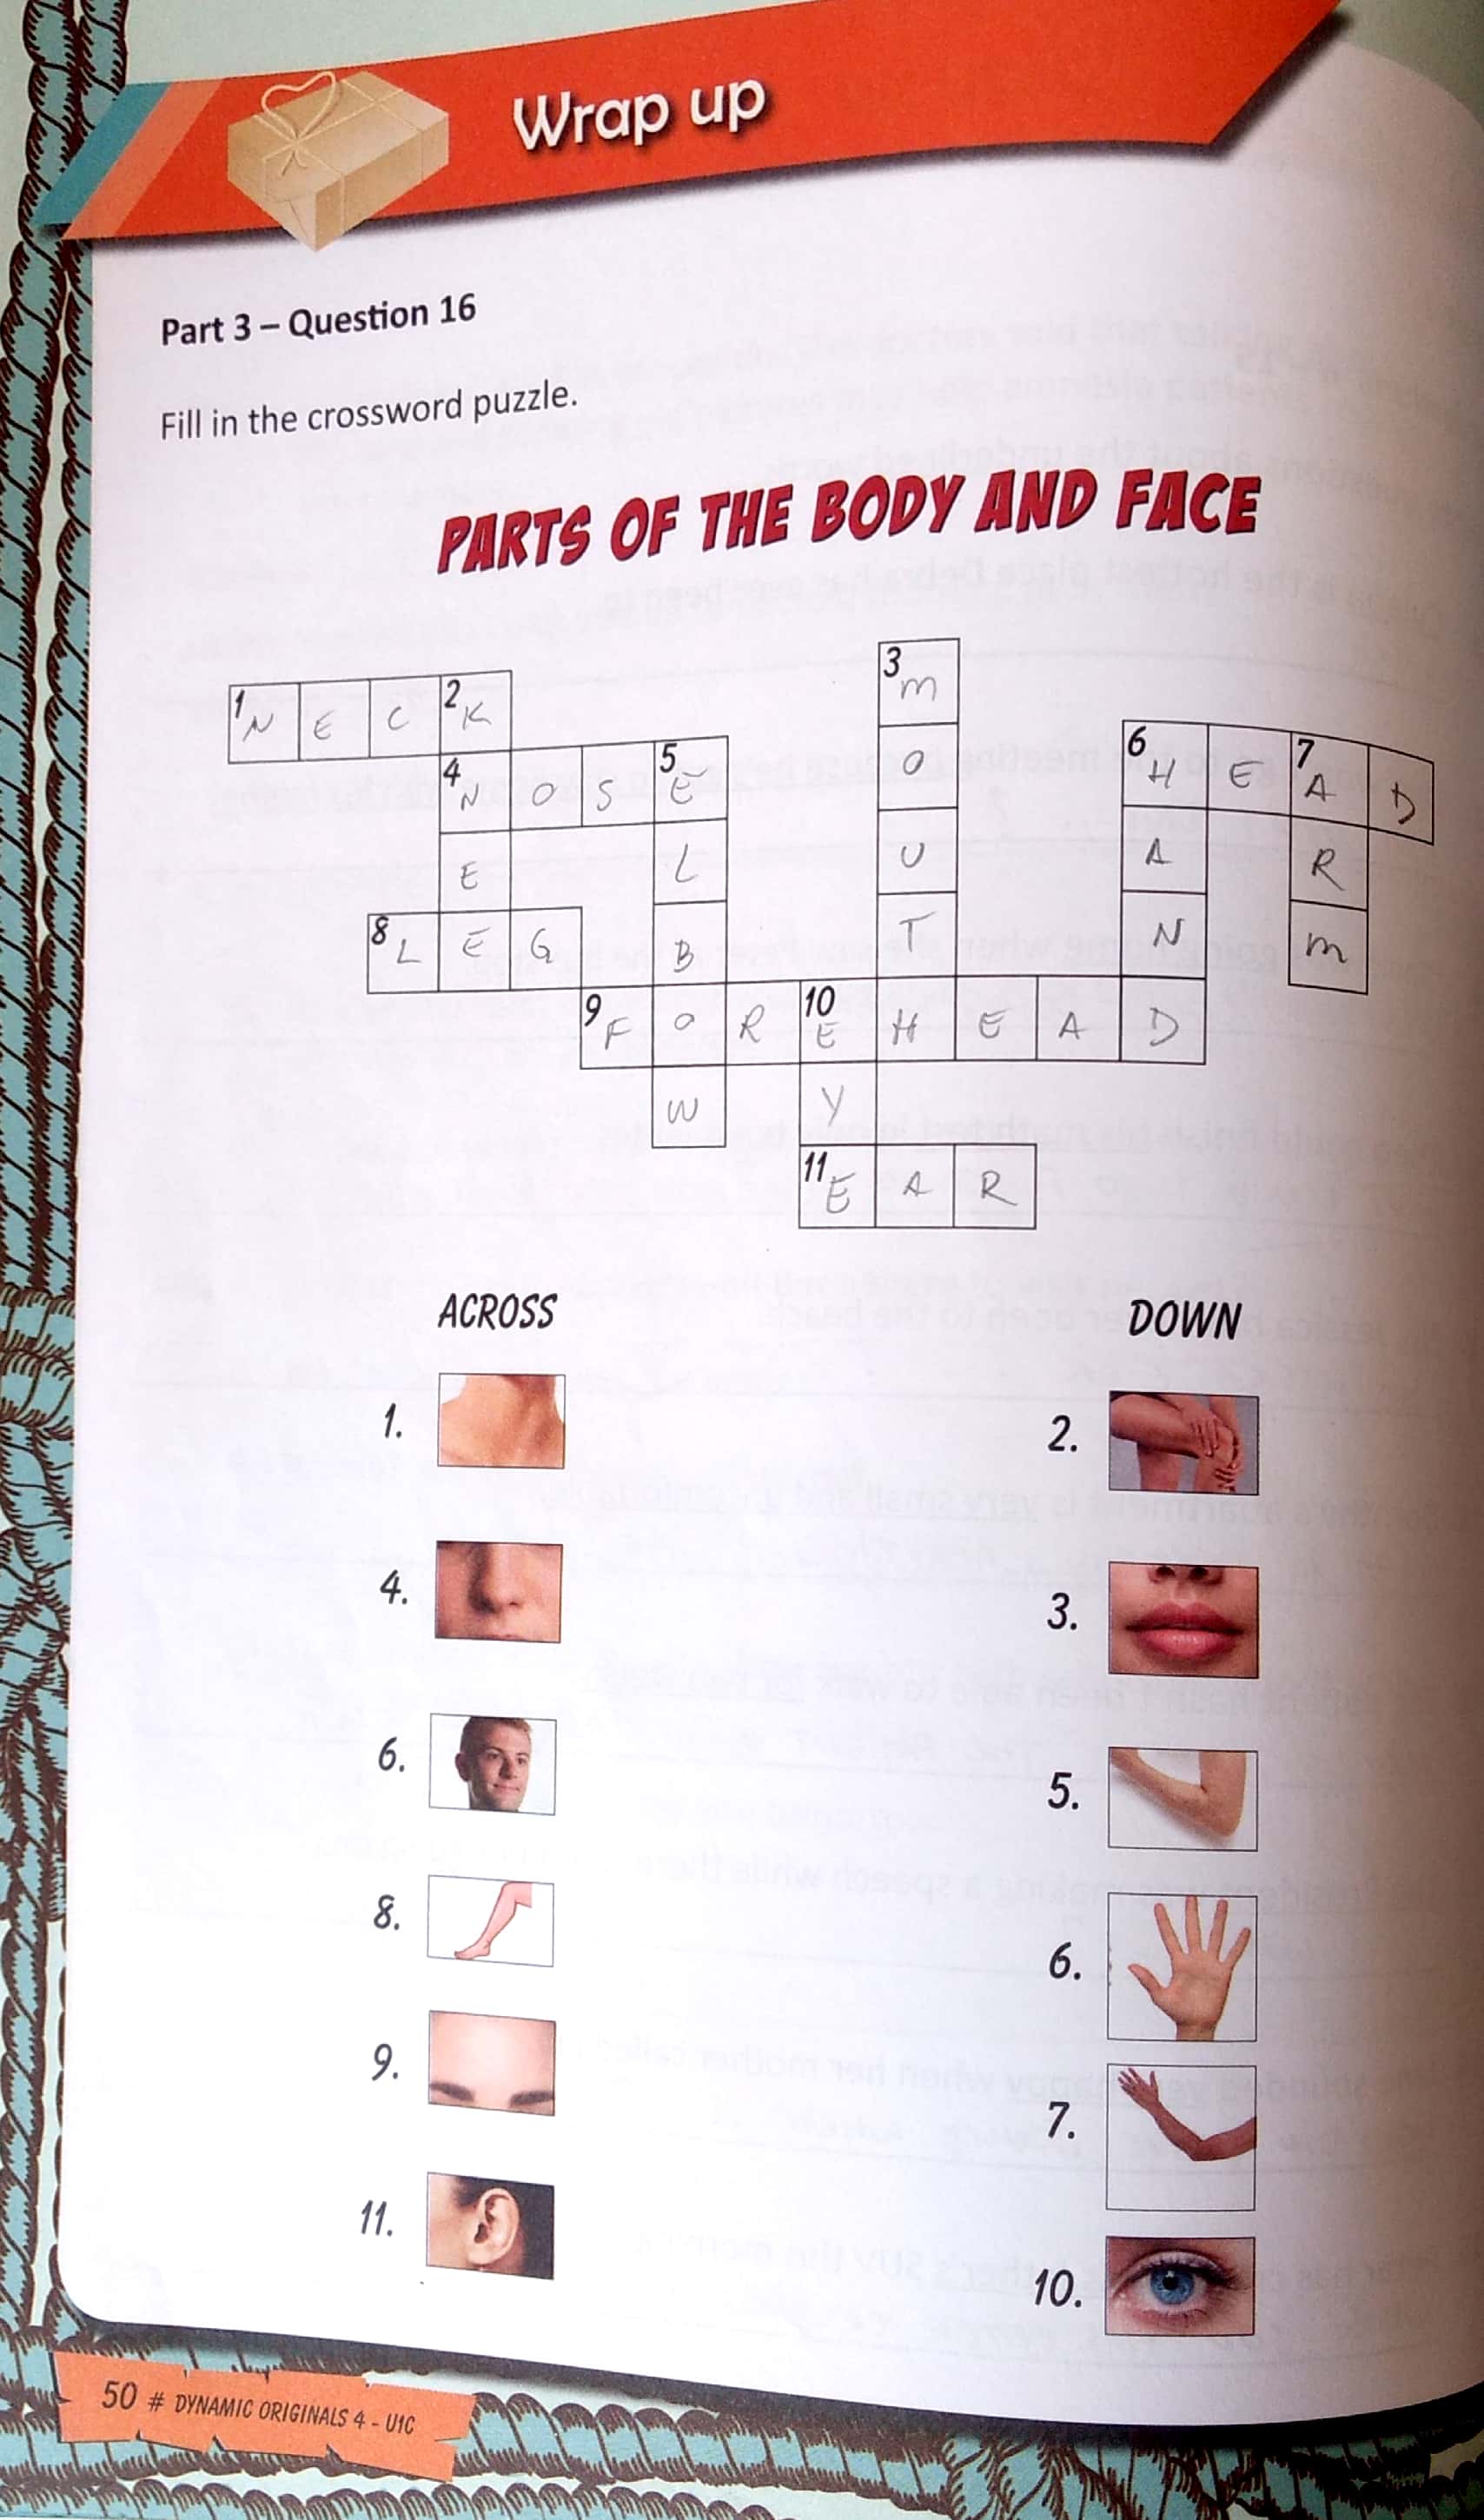 Wrap up
Part 3 – Question 16
Fill in the crossword puzzle.
PARTS OF THE BODY AND FACE
3 m
1 N E C 2 K
O 6 H E 7 A D
4 N O S 5 E
E L U A R
8 L E G B T N m
9 F O R 10 E H E A D
W Y
11 E A R
ACROSS
1.
4.
6.
8.
9.
11.
DOWN
2.
3.
5.
6.
7.
10.
50 # DYNAMIC ORIGINALS 4 - U1C